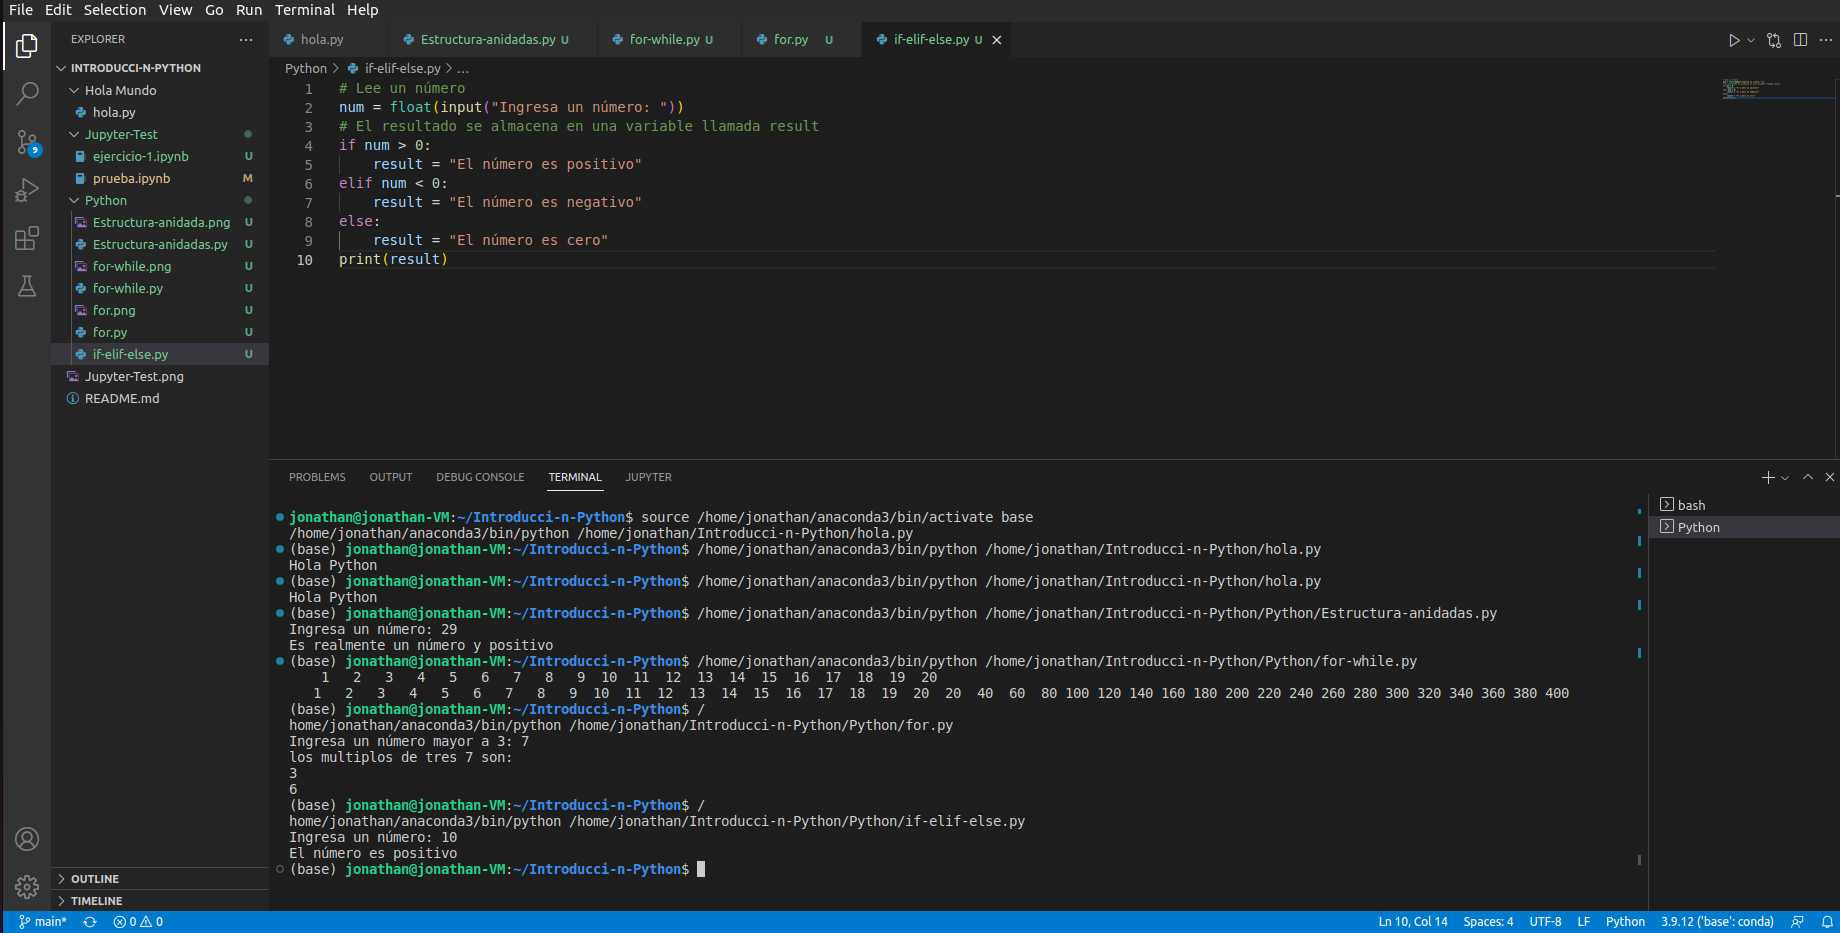 File Edit Selection View Go Run Terminal Help
EXPLORER ...
INTRODUCCI-N-PYTHON
Hola Mundo
hola.py
Jupyter-Test
ejercicio-1.ipynb U
prueba.ipynb M
Python
Estructura-anidada.png U
Estructura-anidadas.py U
for-while.png U
for-while.py U
for.png U
for.py U
if-elif-else.py U
Jupyter-Test.png
README.md
OUTLINE
TIMELINE
9
hola.py Estructura-anidadas.py U for-while.py U for.py U if-elif-else.py U
Python > if-elif-else.py > ...
1 # Lee un número
2 num = float(input("Ingresa un número: "))
3 # El resultado se almacena en una variable llamada result
4 if num > 0:
5     result = "El número es positivo"
6 elif num < 0:
7     result = "El número es negativo"
8 else:
9     result = "El número es cero"
10 print(result)
PROBLEMS OUTPUT DEBUG CONSOLE TERMINAL JUPYTER
jonathan@jonathan-VM:~/Introducci-n-Python$ source /home/jonathan/anaconda3/bin/activate base
/home/jonathan/anaconda3/bin/python /home/jonathan/Introducci-n-Python/hola.py
(base) jonathan@jonathan-VM:~/Introducci-n-Python$ /home/jonathan/anaconda3/bin/python /home/jonathan/Introducci-n-Python/hola.py
Hola Python
(base) jonathan@jonathan-VM:~/Introducci-n-Python$ /home/jonathan/anaconda3/bin/python /home/jonathan/Introducci-n-Python/hola.py
Hola Python
(base) jonathan@jonathan-VM:~/Introducci-n-Python$ /home/jonathan/anaconda3/bin/python /home/jonathan/Introducci-n-Python/Python/Estructura-anidadas.py
Ingresa un número: 29
Es realmente un número y positivo
(base) jonathan@jonathan-VM:~/Introducci-n-Python$ /home/jonathan/anaconda3/bin/python /home/jonathan/Introducci-n-Python/Python/for-while.py
1 2 3 4 5 6 7 8 9 10 11 12 13 14 15 16 17 18 19 20
1 2 3 4 5 6 7 8 9 10 11 12 13 14 15 16 17 18 19 20 20 40 60 80 100 120 140 160 180 200 220 240 260 280 300 320 340 360 380 400
(base) jonathan@jonathan-VM:~/Introducci-n-Python$ /
home/jonathan/anaconda3/bin/python /home/jonathan/Introducci-n-Python/Python/for.py
Ingresa un número mayor a 3: 7
los multiplos de tres 7 son:
3
6
(base) jonathan@jonathan-VM:~/Introducci-n-Python$ /
home/jonathan/anaconda3/bin/python /home/jonathan/Introducci-n-Python/Python/if-elif-else.py
Ingresa un número: 10
El número es positivo
(base) jonathan@jonathan-VM:~/Introducci-n-Python$
bash
Python
main* 0 0 Ln 10, Col 14 Spaces: 4 UTF-8 LF Python 3.9.12 ('base': conda)